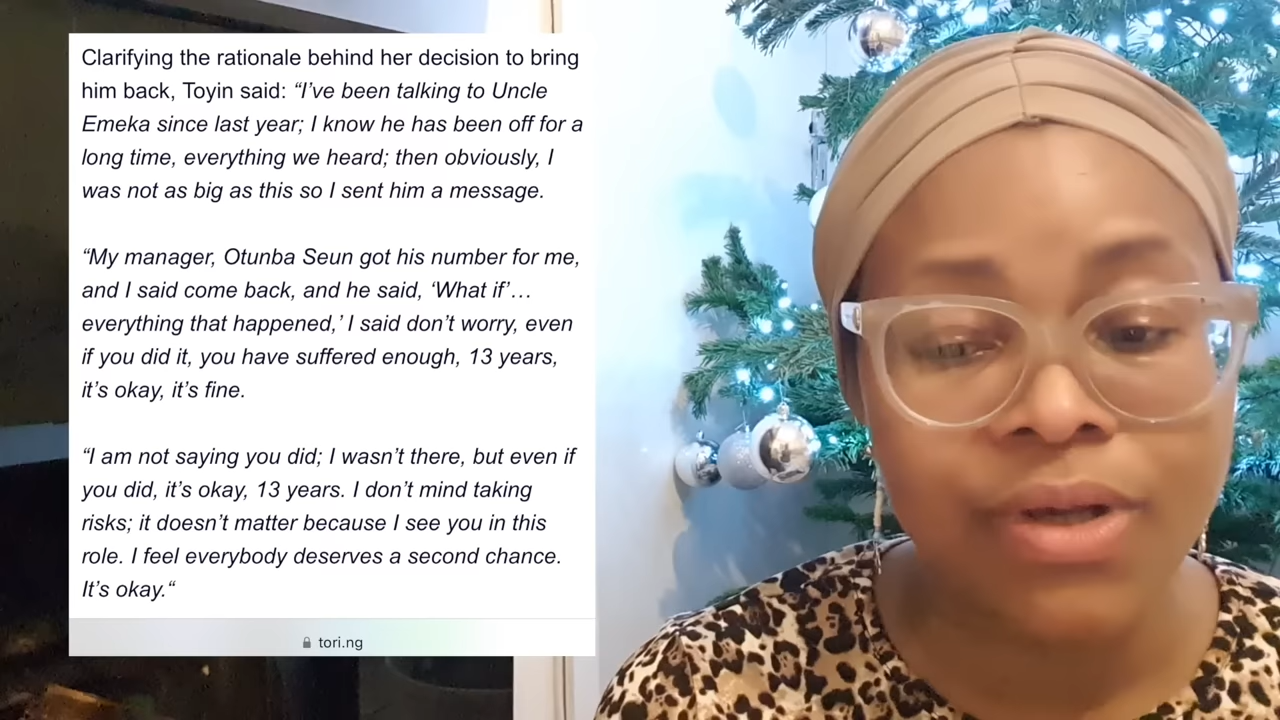 Clarifying the rationale behind her decision to bring
him back, Toyin said: “I’ve been talking to Uncle
Emeka since last year; I know he has been off for a
long time, everything we heard; then obviously, I
was not as big as this so I sent him a message.
“My manager, Otunba Seun got his number for me,
and I said come back, and he said, ‘What if’…
everything that happened,’ I said don’t worry, even
if you did it, you have suffered enough, 13 years,
it’s okay, it’s fine.
“I am not saying you did; I wasn’t there, but even if
you did, it’s okay, 13 years. I don’t mind taking
risks; it doesn’t matter because I see you in this
role. I feel everybody deserves a second chance.
It’s okay.“
tori.ng